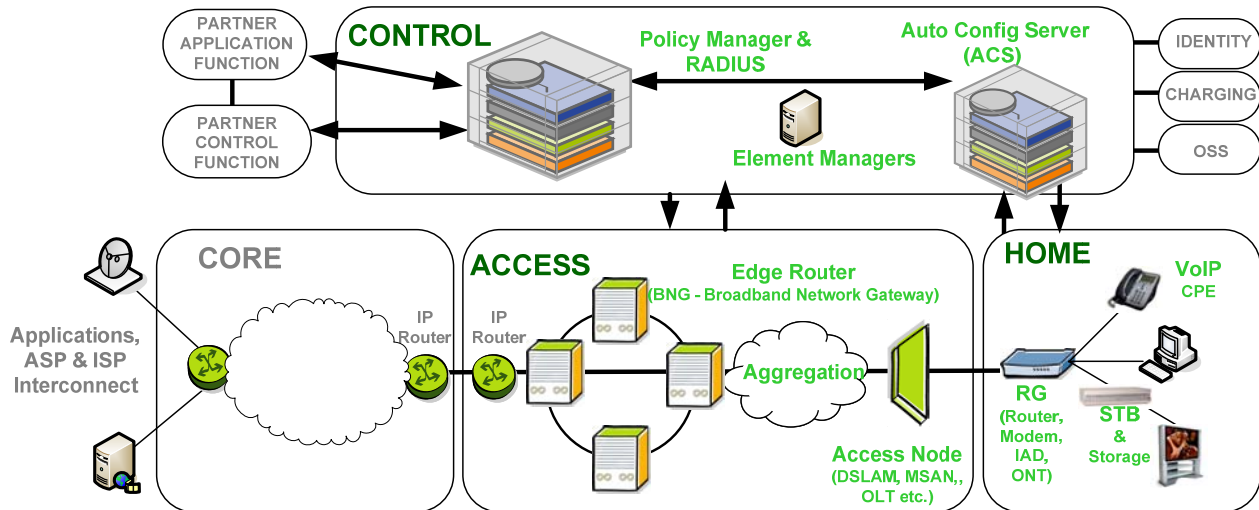 PARTNER
APPLICATION
FUNCTION
PARTNER
CONTROL
FUNCTION
CONTROL
Policy Manager &
RADIUS
Auto Config Server
(ACS)
Element Managers
IDENTITY
CHARGING
OSS
Applications,
ASP & ISP
Interconnect
CORE
IP
Router
ACCESS
IP
Router
Edge Router
(BNG - Broadband Network Gateway)
Aggregation
Access Node
(DSLAM, MSAN,,
OLT etc.)
HOME
VoIP
CPE
RG
(Router,
Modem,
IAD,
ONT)
STB
&
Storage